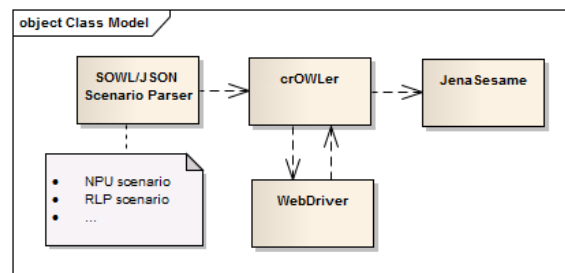 object Class Model
SOWL/JSON
Scenario Parser
crOWLer
JenaSesame
• NPU scenario
• RLP scenario
• ...
WebDriver